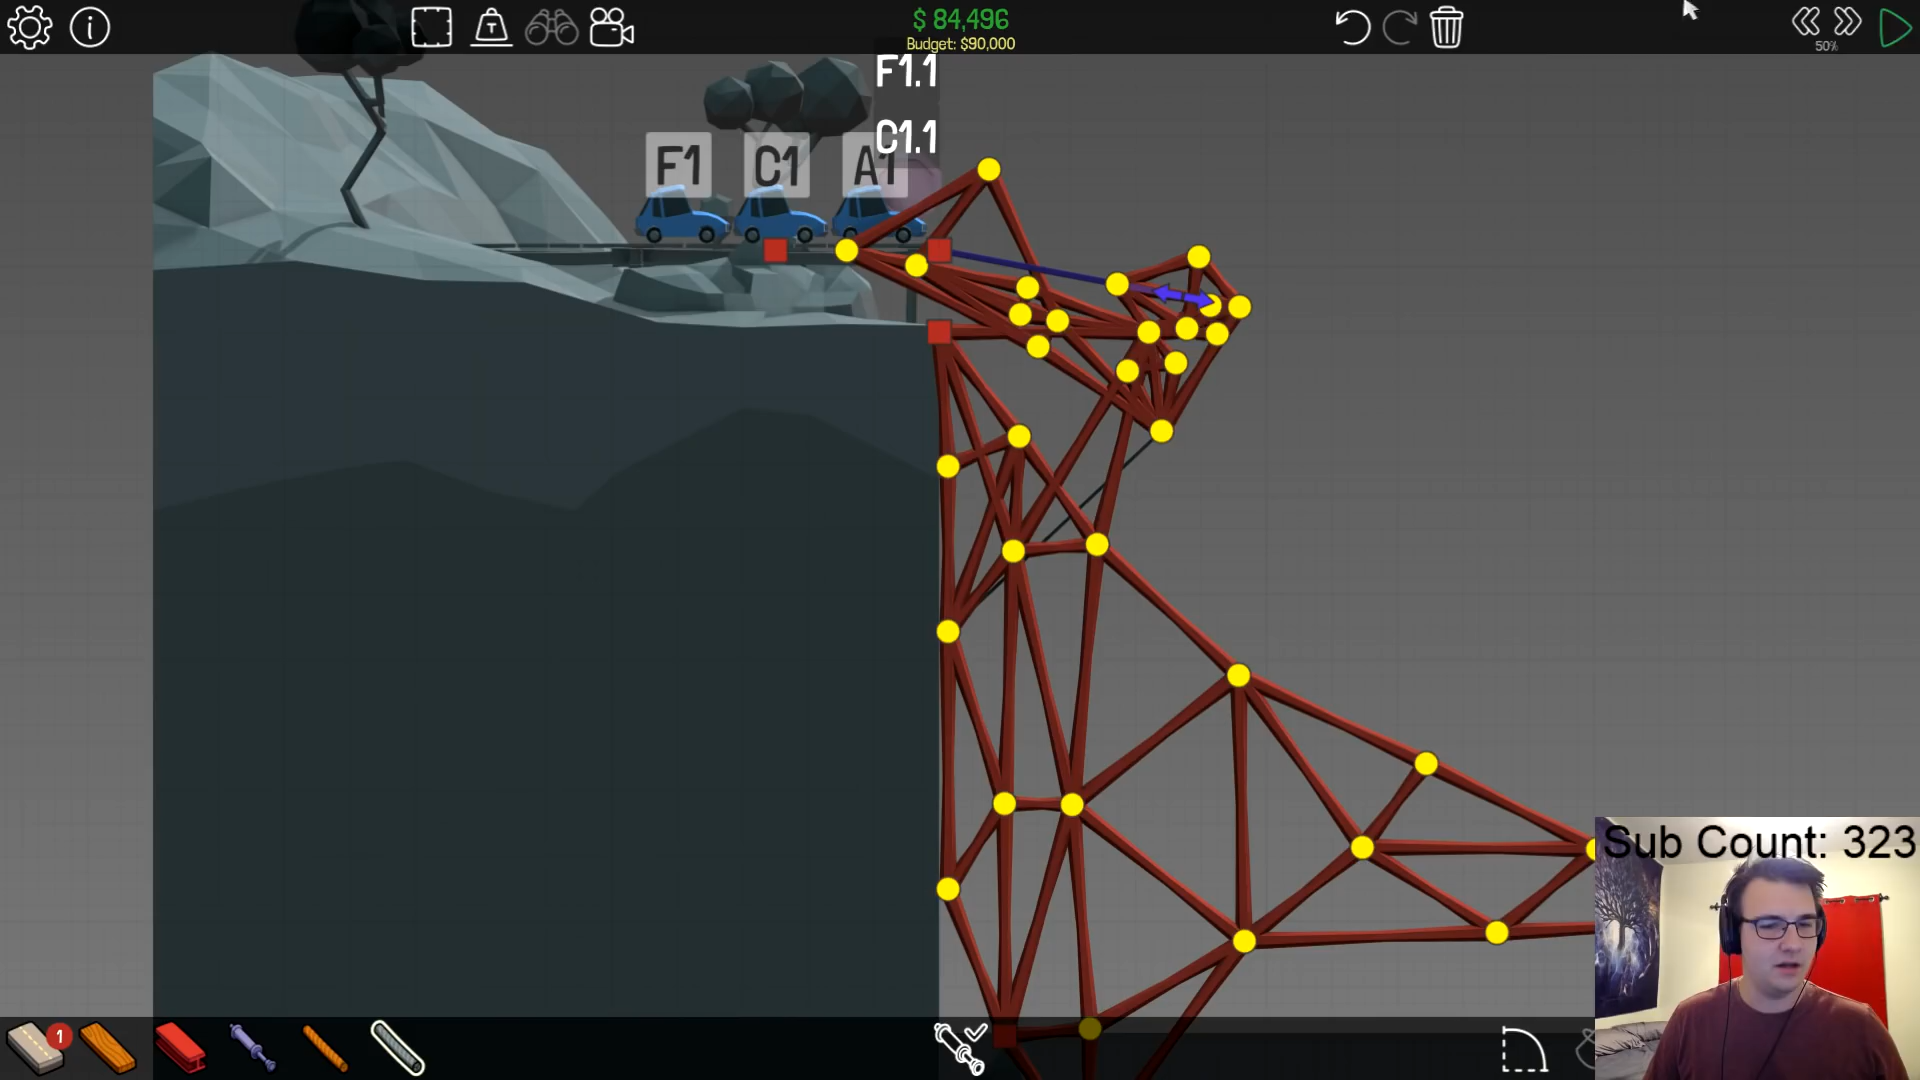 $ 84,496
Budget: $90,000
50%
F1.1
C1.1
F1
C1
A1
Sub Count: 323
1